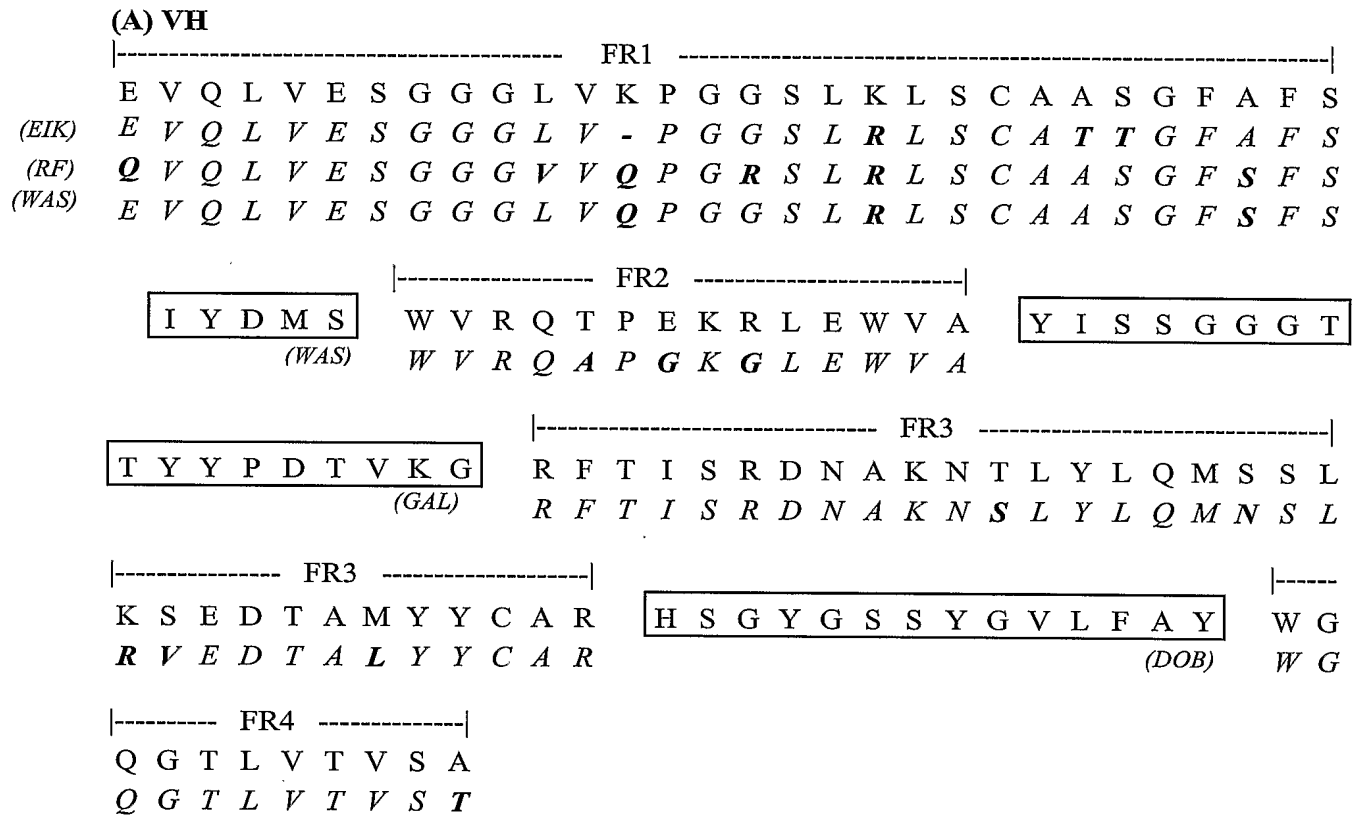 (A) VH
|------------------------------ FR1 ------------------------------|
E V Q L V E S G G G L V K P G G S L K L S C A A S G F A F S
(EIK) E V Q L V E S G G G L V - P G G S L R L S C A T T G F A F S
(RF) Q V Q L V E S G G G V V Q P G R S L R L S C A A S G F S F S
(WAS) E V Q L V E S G G G L V Q P G G S L R L S C A A S G F S F S
|------------------ FR2 ------------------|
I Y D M S W V R Q T P E K R L E W V A Y I S S G G G T
(WAS) W V R Q A P G K G L E W V A
|------------------------ FR3 ------------------------|
T Y Y P D T V K G R F T I S R D N A K N T L Y L Q M S S L
(GAL) R F T I S R D N A K N S L Y L Q M N S L
|--------------- FR3 ---------------| |-----
K S E D T A M Y Y C A R H S G Y G S S Y G V L F A Y W G
R V E D T A L Y Y C A R (DOB) W G
|---------- FR4 --------------|
Q G T L V T V S A
Q G T L V T V S T